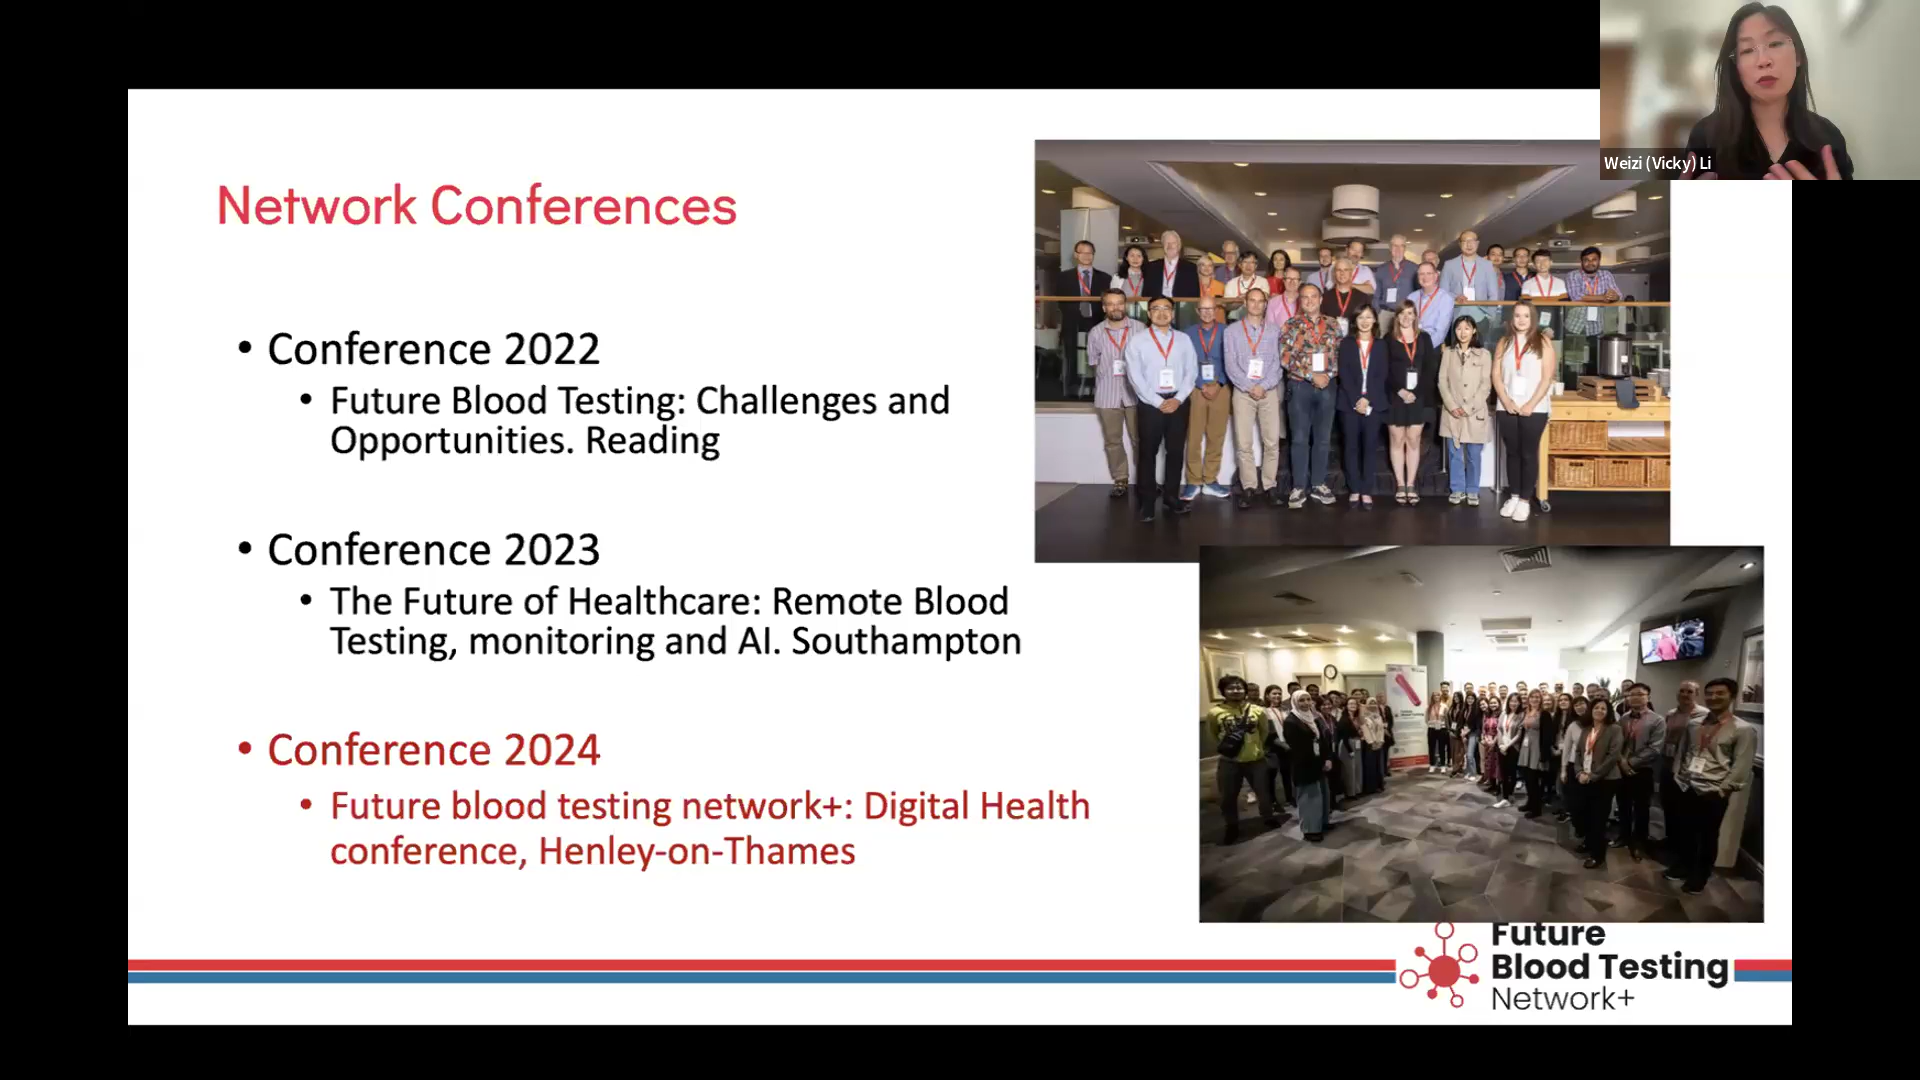 Weizi (Vicky) Li
Network Conferences
• Conference 2022
• Future Blood Testing: Challenges and
Opportunities. Reading
• Conference 2023
• The Future of Healthcare: Remote Blood
Testing, monitoring and AI. Southampton
• Conference 2024
• Future blood testing network+: Digital Health
conference, Henley-on-Thames
Future
Blood Testing
Network+